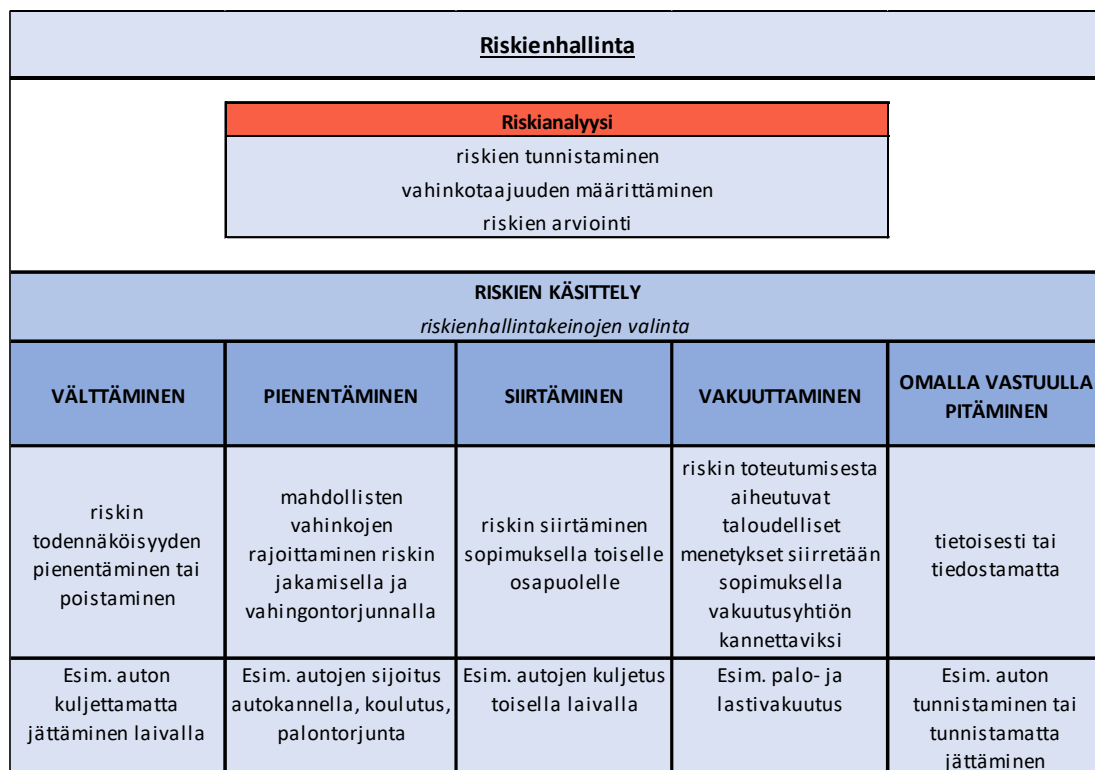 Riskienhallinta
Riskianalyysi
riskien tunnistaminen
vahinkotaajuuden määrittäminen
riskien arviointi
RISKIEN KÄSITTELY
riskienhallintakeinojen valinta
VÄLTTÄMINEN
PIENENTÄMINEN
SIIRTÄMINEN
VAKUUTTAMINEN
OMALLA VASTUULLA
PITÄMINEN
riskin
todennäköisyyden
pienentäminen tai
poistaminen
mahdollisten
vahinkojen
rajoittaminen riskin
jakamisella ja
vahingontorjunnalla
riskin siirtäminen
sopimuksella toiselle
osapuolelle
riskin toteutumisesta
aiheutuvat
taloudelliset
menetykset siirretään
sopimuksella
vakuutusyhtiön
kannettaviksi
tietoisesti tai
tiedostamatta
Esim. auton
kuljettamatta
jättäminen laivalla
Esim. autojen sijoitus
autokannella, koulutus,
palontorjunta
Esim. autojen kuljetus
toisella laivalla
Esim. palo- ja
lastivakuutus
Esim. auton
tunnistaminen tai
tunnistamatta
jättäminen